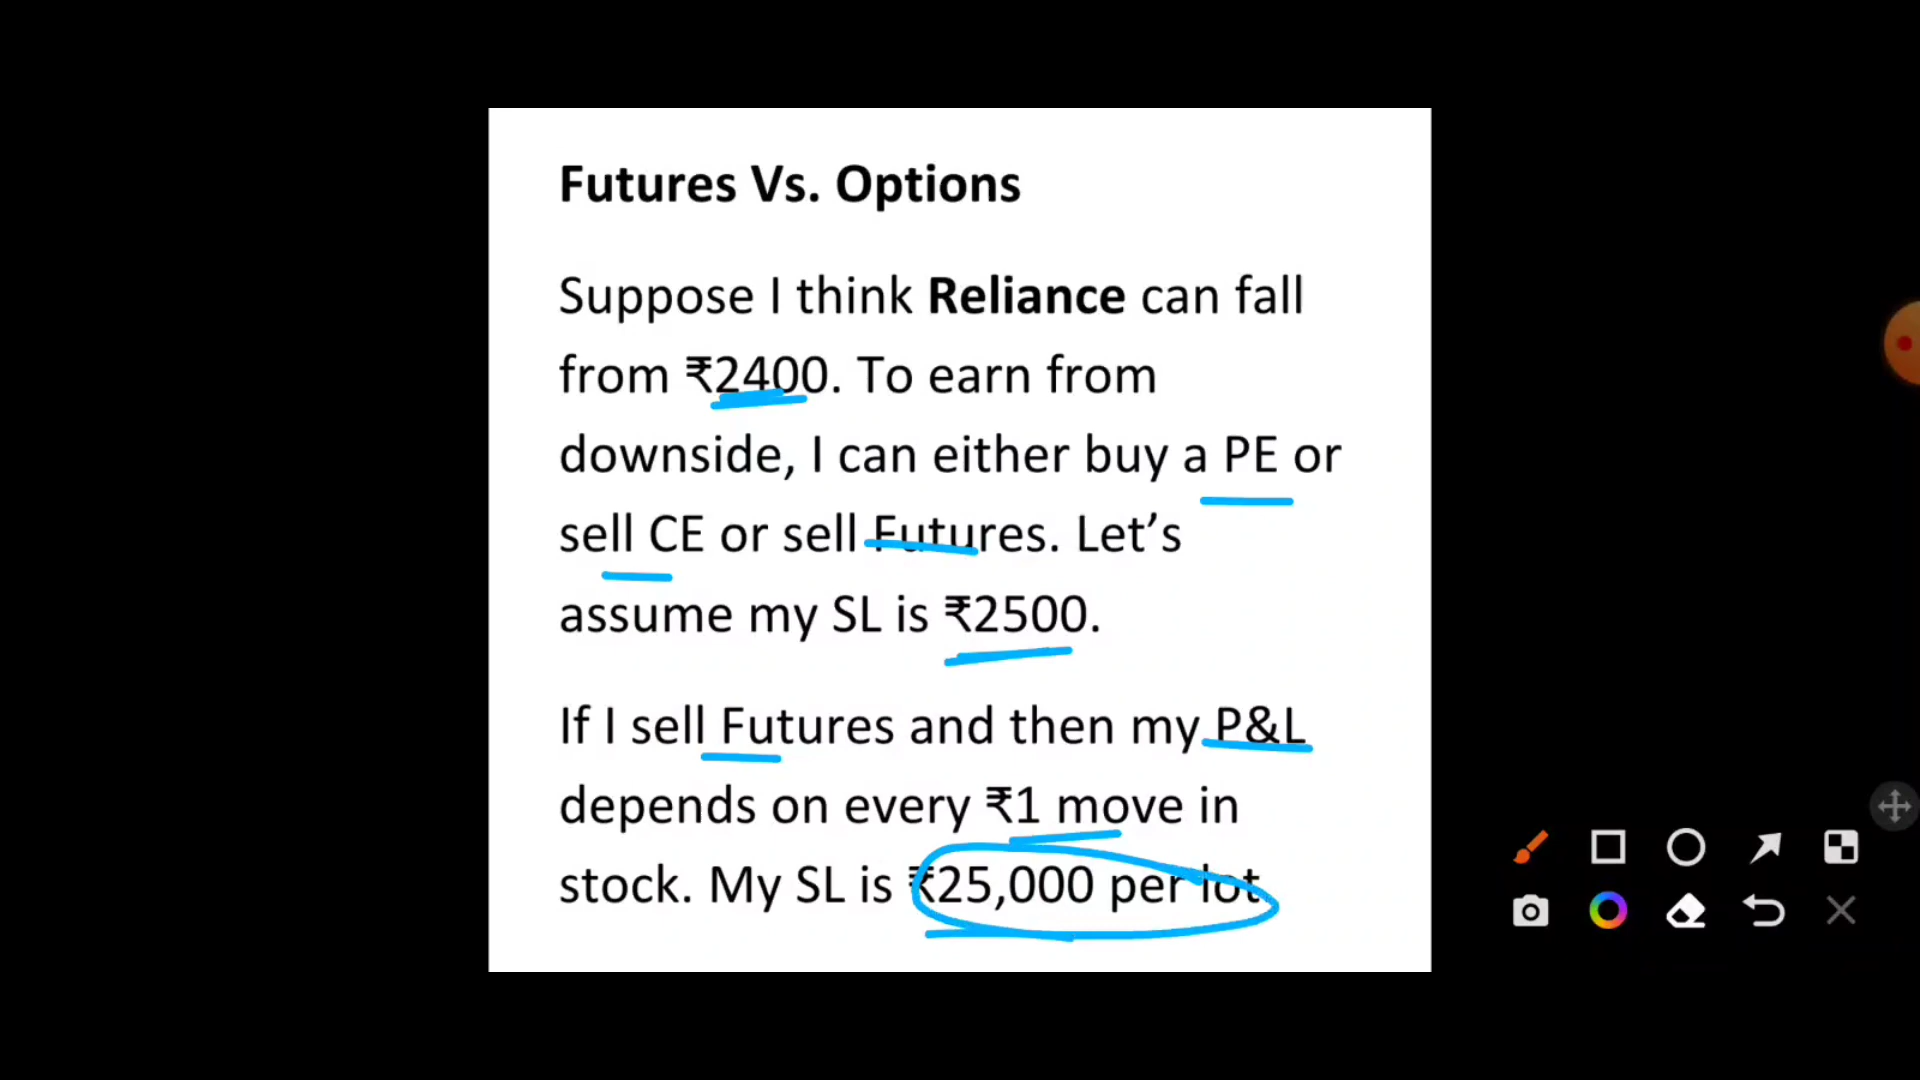 Futures Vs. Options
Suppose I think Reliance can fall
from ₹2400. To earn from
downside, I can either buy a PE or
sell CE or sell Futures. Let’s
assume my SL is ₹2500.
If I sell Futures and then my P&L
depends on every ₹1 move in
stock. My SL is ₹25,000 per lot